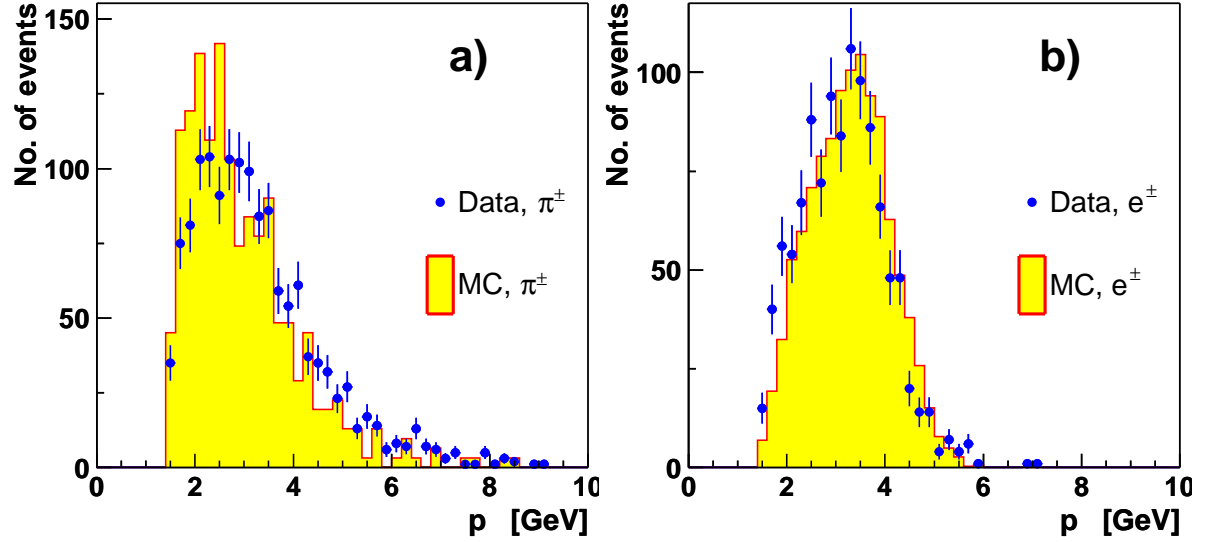 a)
No. of events
150
100
50
0
Data, π±
MC, π±
0 2 4 6 8 10
p [GeV]
b)
No. of events
100
50
0
Data, e±
MC, e±
0 2 4 6 8 10
p [GeV]